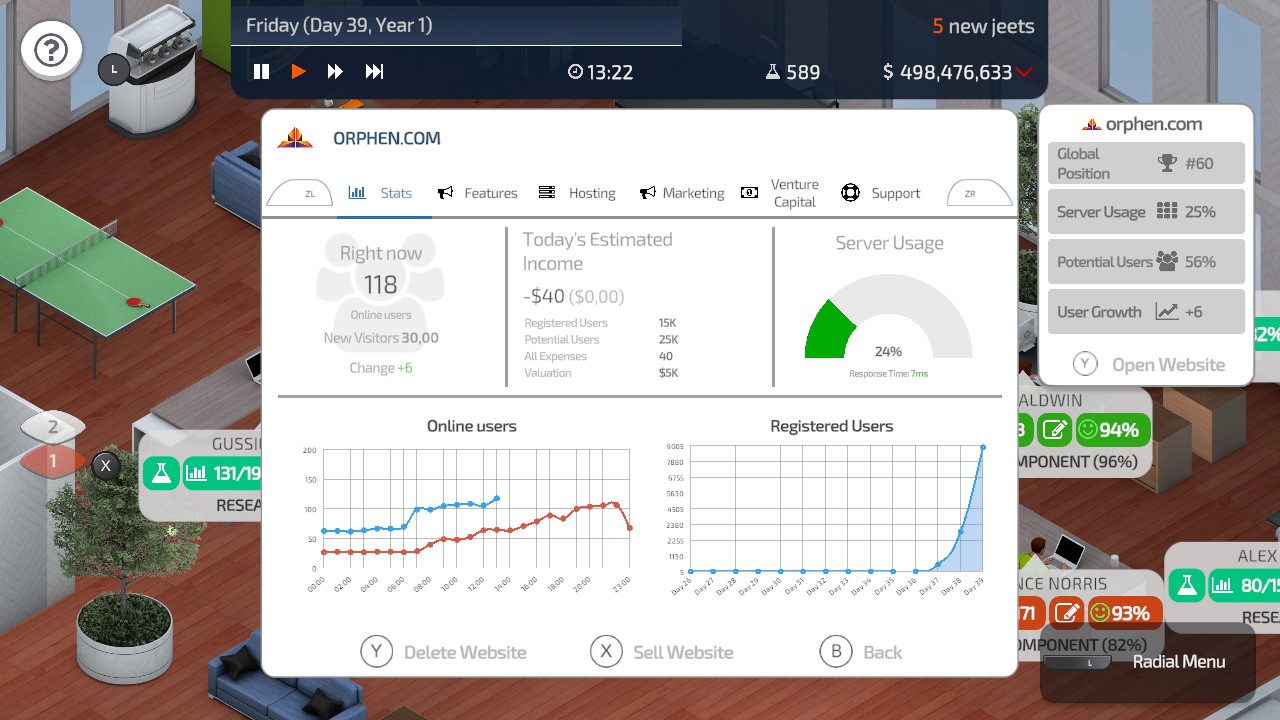 Friday (Day 39, Year 1)
5 new jeets
13:22
589
$ 498,476,633
?
L
ORPHEN.COM
ZL
Stats
Features
Hosting
Marketing
Venture
Capital
Support
ZR
Right now
118
Online users
New Visitors 30,00
Change +6
Today's Estimated
Income
-$40 ($0,00)
Registered Users 15K
Potential Users 25K
All Expenses 40
Valuation $5K
Server Usage
24%
Response Time: 7ms
Online users
200
150
100
50
0
00:00
02:00
04:00
06:00
08:00
10:00
12:00
14:00
16:00
18:00
20:00
23:00
Registered Users
9005
7880
6755
5630
4505
3380
2255
1130
5
Day 26
Day 27
Day 28
Day 29
Day 30
Day 31
Day 32
Day 33
Day 34
Day 35
Day 36
Day 37
Day 38
Day 39
Y Delete Website
X Sell Website
B Back
orphen.com
Global
Position
#60
Server Usage 25%
Potential Users 56%
User Growth +6
Y Open Website
2%
2
1
X
GUSSI
131/19
RESEA
ALDWIN
94%
MPONENT (96%)
NCE NORRIS
71
93%
MPONENT (82%)
ALEX
80/15
RESE
L
Radial Menu